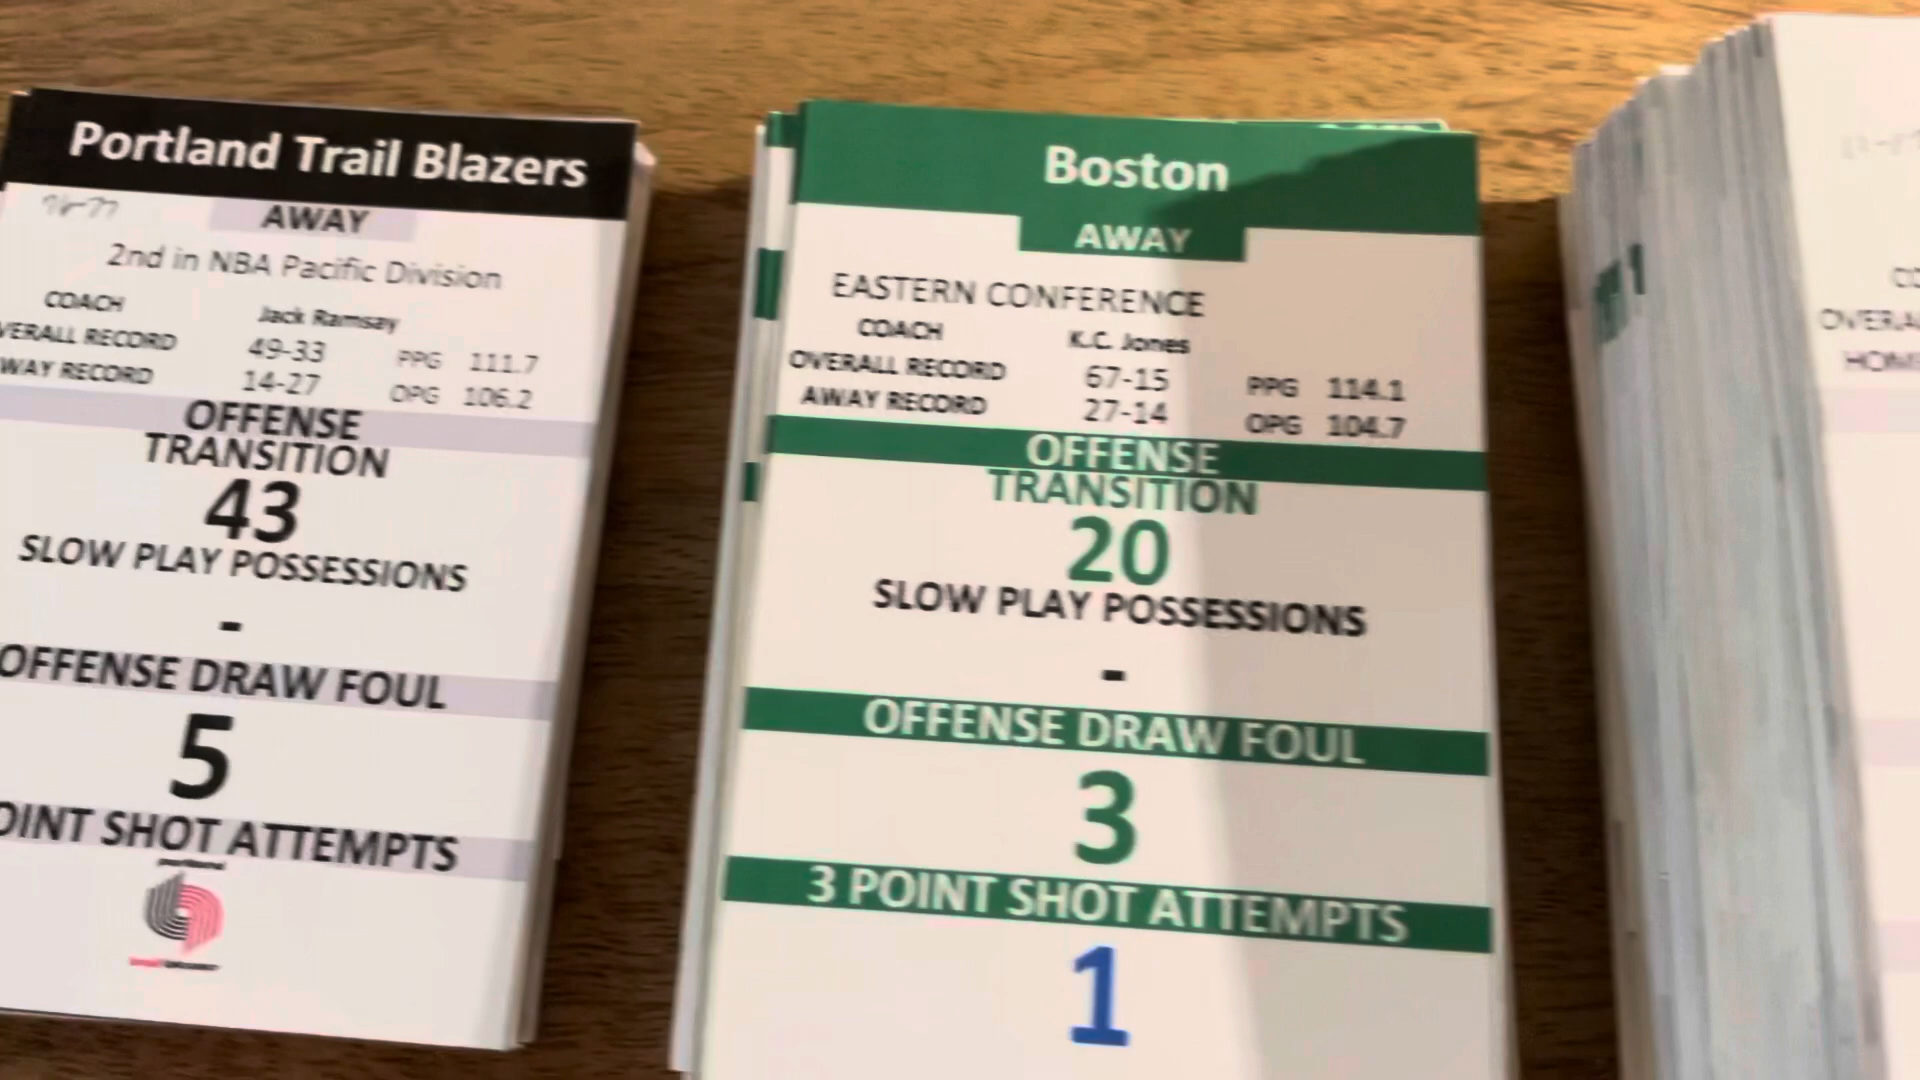 Portland Trail Blazers
76-77
AWAY
2nd in NBA Pacific Division
COACH Jack Ramsay
VERALL RECORD 49-33 PPG 111.7
WAY RECORD 14-27 OPG 106.2
OFFENSE
TRANSITION
43
SLOW PLAY POSSESSIONS
-
OFFENSE DRAW FOUL
5
OINT SHOT ATTEMPTS
Boston
AWAY
EASTERN CONFERENCE
COACH K.C. Jones
OVERALL RECORD 67-15 PPG 114.1
AWAY RECORD 27-14 OPG 104.7
OFFENSE
TRANSITION
20
SLOW PLAY POSSESSIONS
-
OFFENSE DRAW FOUL
3
3 POINT SHOT ATTEMPTS
1
CO
OVERA
HOM